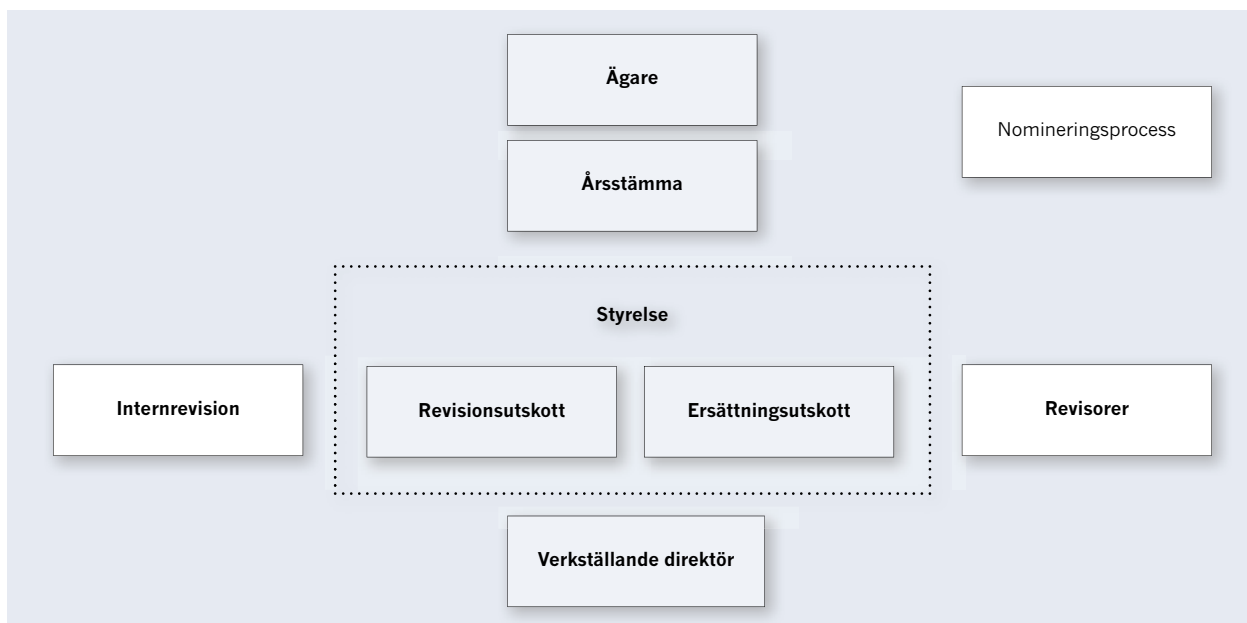 Ägare
Nomineringsprocess
Årsstämma
Styrelse
Internrevision
Revisionsutskott
Ersättningsutskott
Revisorer
Verkställande direktör